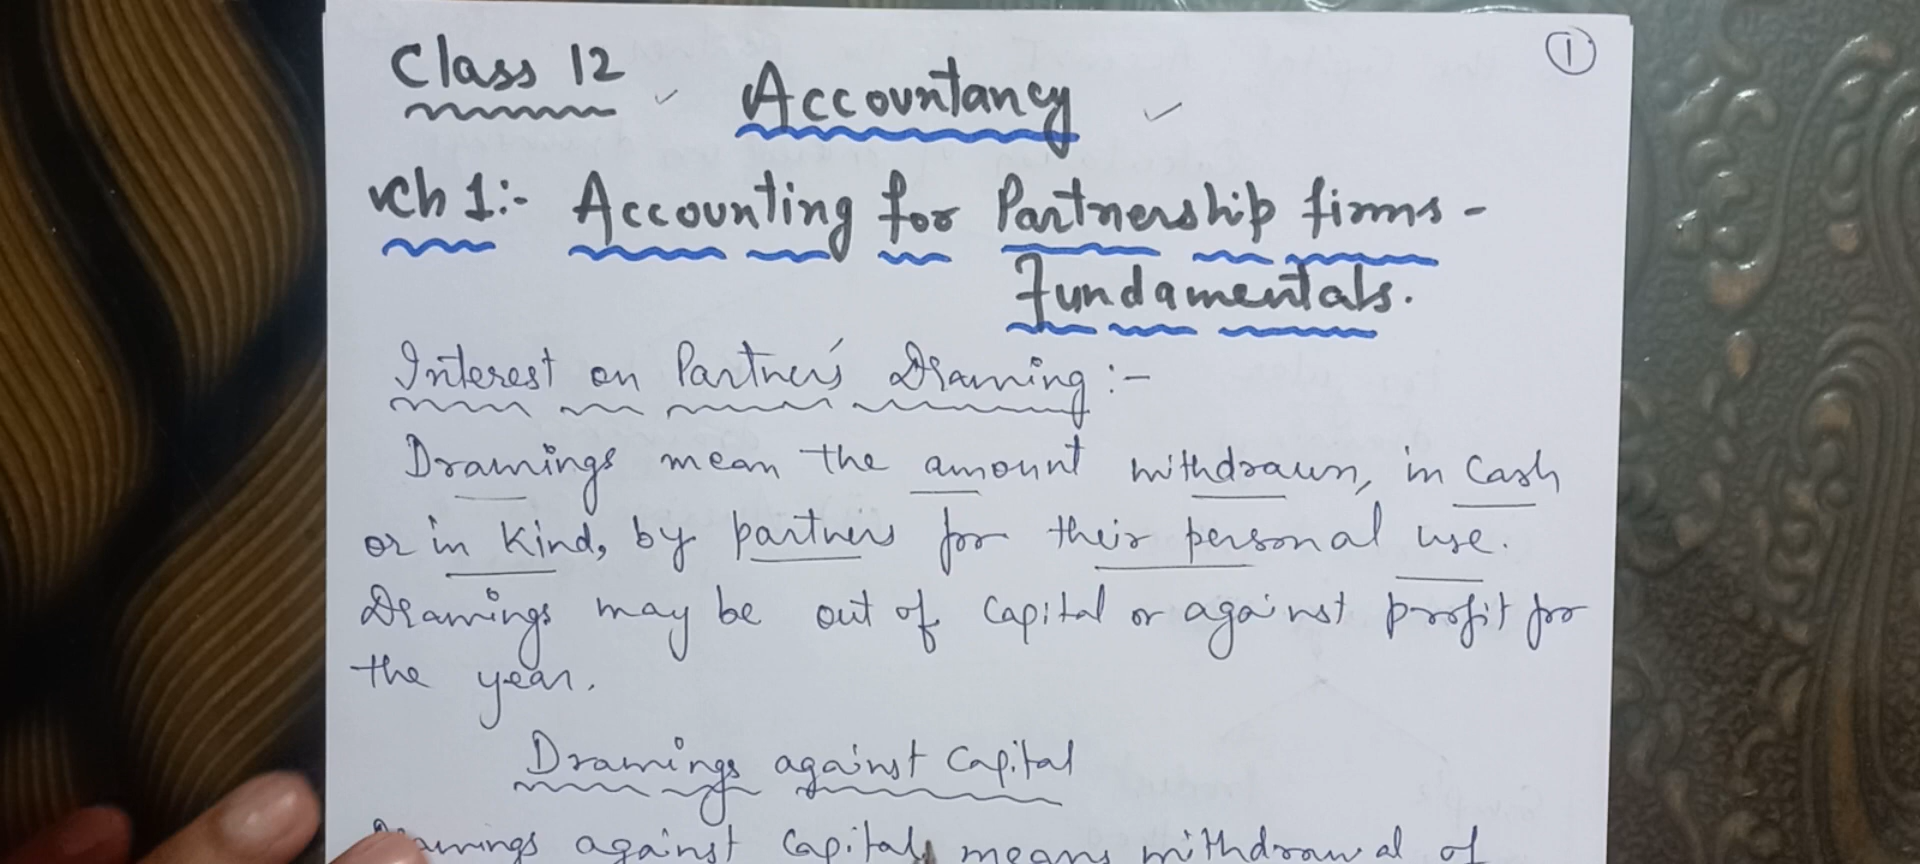 ①
Class 12 Accountancy
Ch 1:- Accounting for Partnership firms -
Fundamentals.
Interest on Partner's Drawing :-
Drawings mean the amount withdrawn, in Cash
or in Kind, by partners for their personal use.
Drawings may be out of Capital or against profit for
the year.
Drawings against Capital
Drawings against Capital means withdrawal of